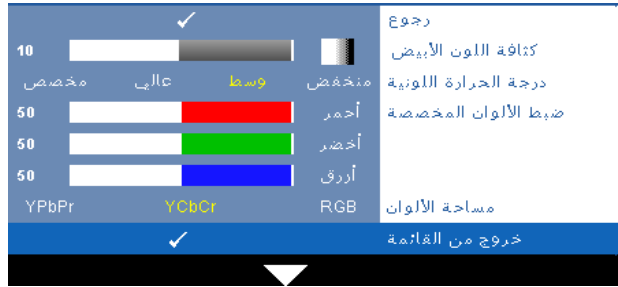 رجوع
كثافة اللون الأبيض 10
درجة الحرارة اللونية منخفض وسط عالي مخصص
ضبط الألوان المخصصة أحمر 50
أخضر 50
أزرق 50
مساحة الألوان RGB YCbCr YPbPr
خروج من القائمة